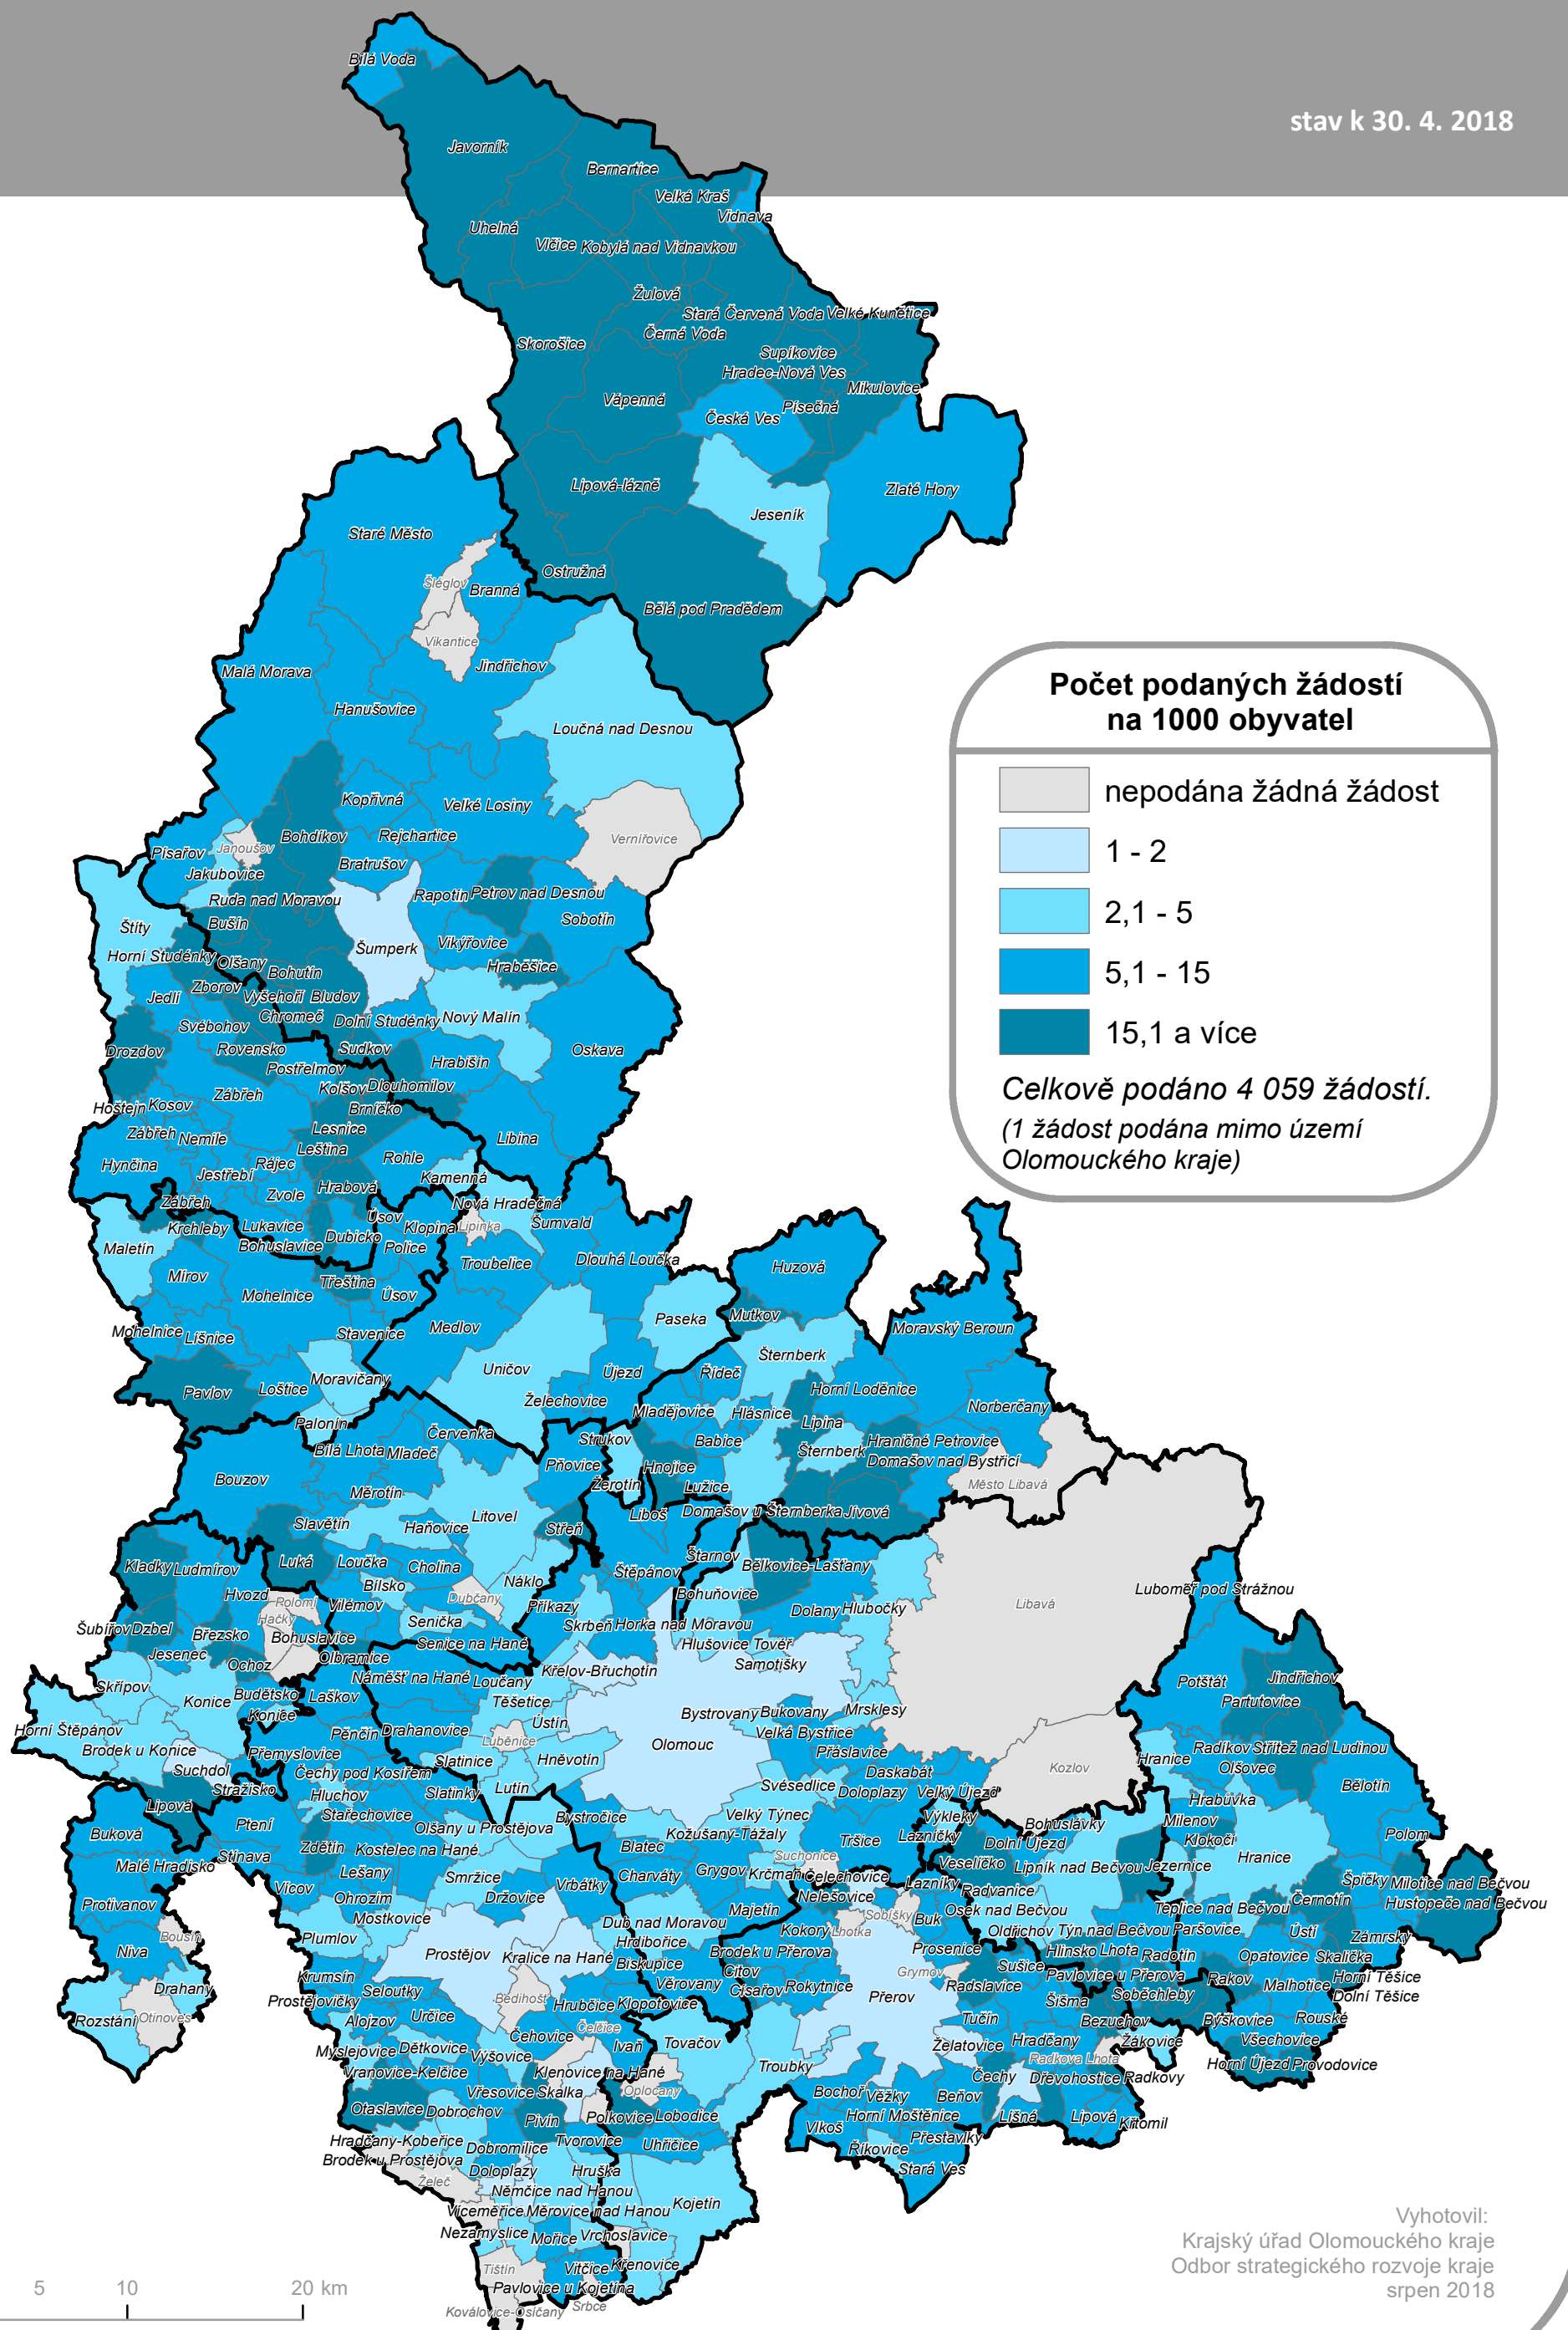 Bílá Voda
stav k 30. 4. 2018
Javorník
Bernartice
Velká Kraš
Vidnava
Uhelná
Vlčice
Kobylá nad Vidnavkou
Žulová
Stará Červená Voda
Velké Kunětice
Černá Voda
Skorošice
Supíkovice
Hradec-Nová Ves
Mikulovice
Vápenná
Písečná
Česká Ves
Lipová-lázně
Zlaté Hory
Jeseník
Staré Město
Ostružná
Šléglov
Branná
Bělá pod Pradědem
Vikantice
Jindřichov
Malá Morava
Hanušovice
Loučná nad Desnou
Počet podaných žádostí
na 1000 obyvatel
nepodána žádná žádost
1 - 2
2,1 - 5
5,1 - 15
15,1 a více
Celkově podáno 4 059 žádostí.
(1 žádost podána mimo území
Olomouckého kraje)
Kopřivná
Velké Losiny
Bohdíkov
Rejchartice
Vernířovice
Písařov
Janoušov
Bratrušov
Jakubovice
Ruda nad Moravou
Rapotín
Petrov nad Desnou
Sobotín
Štíty
Bušín
Šumperk
Vikýřovice
Horní Studénky
Olšany
Hraběšice
Bohutín
Jedlí
Zborov
Vyšehoří
Bludov
Chromeč
Dolní Studénky
Nový Malín
Svébohov
Drozdov
Rovensko
Sudkov
Hrabišín
Oskava
Postřelmov
Zábřeh
Kolšov
Dlouhomilov
Hoštejn
Kosov
Brníčko
Zábřeh
Nemile
Lesnice
Libina
Leština
Hynčina
Jestřebí
Rájec
Rohle
Kamenná
Zvole
Hrabová
Zábřeh
Nová Hradečná
Krchleby
Lukavice
Úsov
Klopina
Lipinka
Šumvald
Maletín
Bohuslavice
Dubicko
Police
Troubelice
Dlouhá Loučka
Mírov
Třeština
Huzová
Mohelnice
Úsov
Mohelnice
Líšnice
Stavenice
Medlov
Paseka
Mutkov
Moravský Beroun
Šternberk
Pavlov
Loštice
Moravičany
Uničov
Újezd
Řídeč
Horní Loděnice
Želechovice
Mladějovice
Hlásnice
Norberčany
Palonín
Lipina
Bílá Lhota
Mladeč
Červenka
Strukov
Babice
Šternberk
Hraničné Petrovice
Domašov nad Bystřicí
Bouzov
Pňovice
Hnojice
Město Libavá
Měrotín
Žerotín
Lužice
Litovel
Liboš
Domašov u Šternberka
Jívová
Slavětín
Haňovice
Střeň
Kladky
Ludmírov
Luká
Loučka
Cholina
Štěpánov
Štarnov
Bělkovice-Lašťany
Náklo
Bílsko
Bohuňovice
Luboměř pod Strážnou
Hvozd
Polomí
Vilémov
Dubčany
Příkazy
Dolany
Hlubočky
Libavá
Hačky
Senička
Skrbeň
Horka nad Moravou
Šubířov
Dzbel
Březsko
Bohuslavice
Senice na Hané
Hlušovice
Tovéř
Jesenec
Ochoz
Olbramice
Křelov-Břuchotín
Samotišky
Skřípov
Náměšť na Hané
Loučany
Potštát
Jindřichov
Konice
Budětsko
Laškov
Těšetice
Partutovice
Konice
Ústín
Bystrovany
Bukovany
Mrsklesy
Horní Štěpánov
Pěnčín
Drahanovice
Luběnice
Olomouc
Velká Bystřice
Brodek u Konice
Přemyslovice
Slatinice
Hněvotín
Přáslavice
Hranice
Radíkov
Střítež nad Ludinou
Suchdol
Čechy pod Kosířem
Daskabát
Kozlov
Olšovec
Bělotín
Stražisko
Hluchov
Slatinky
Lutín
Svésedlice
Doloplazy
Velký Újezd
Hrabůvka
Lipová
Stařechovice
Olšany u Prostějova
Bystročice
Velký Týnec
Výkleky
Bohuslávky
Milenov
Buková
Ptení
Kožušany-Tážaly
Tršice
Lazníčky
Dolní Újezd
Klokočí
Polom
Zdětín
Kostelec na Hané
Blatec
Suchonice
Veselíčko
Lipník nad Bečvou
Jezernice
Hranice
Malé Hradisko
Stínava
Lešany
Smržice
Charváty
Grygov
Krčmaň
Čelechovice
Lazníky
Radvanice
Špičky
Milotice nad Bečvou
Vícov
Ohrozim
Držovice
Vrbátky
Nelešovice
Sobíšky
Osek nad Bečvou
Teplice nad Bečvou
Černotín
Hustopeče nad Bečvou
Protivanov
Mostkovice
Majetín
Buk
Bousín
Plumlov
Dub nad Moravou
Kokory
Lhotka
Oldřichov
Týn nad Bečvou
Paršovice
Ústí
Zámrsky
Niva
Prostějov
Kralice na Hané
Hrdibořice
Brodek u Přerova
Prosenice
Hlinsko
Lhota
Radotín
Opatovice
Skalička
Biskupice
Citov
Grymov
Sušice
Pavlovice u Přerova
Rakov
Horní Těšice
Drahany
Krumsín
Seloutky
Bedihošť
Věrovany
Císařov
Rokytnice
Radslavice
Soběchleby
Malhotice
Dolní Těšice
Rozstání
Otinoves
Prostějovičky
Hrubčice
Klopotovice
Přerov
Šišma
Alojzov
Určice
Čelčice
Tučín
Bezuchov
Býškovice
Rouské
Čehovice
Ivaň
Tovačov
Želatovice
Hradčany
Žákovice
Všechovice
Myslejovice
Dětkovice
Výšovice
Radkova Lhota
Vranovice-Kelčice
Klenovice na Hané
Troubky
Čechy
Dřevohostice
Radkovy
Horní Újezd
Provodovice
Vřesovice
Skalka
Oplocany
Bochoř
Věžky
Beňov
Otaslavice
Dobrochov
Pivín
Polkovice
Lobodice
Vlkoš
Horní Moštěnice
Líšná
Lipová
Křtomil
Hradčany-Kobeřice
Dobromilice
Tvorovice
Uhřičice
Říkovice
Přestavlky
Brodek u Prostějova
Doloplazy
Hruška
Stará Ves
Želeč
Němčice nad Hanou
Kojetín
Víceměřice
Měrovice nad Hanou
Nezamyslice
Mořice
Vrchoslavice
Tištín
Vitčice
Křenovice
Pavlovice u Kojetína
Koválovice-Osíčany
Srbce
Vyhotovil:
Krajský úřad Olomouckého kraje
Odbor strategického rozvoje kraje
srpen 2018
5 10 20 km